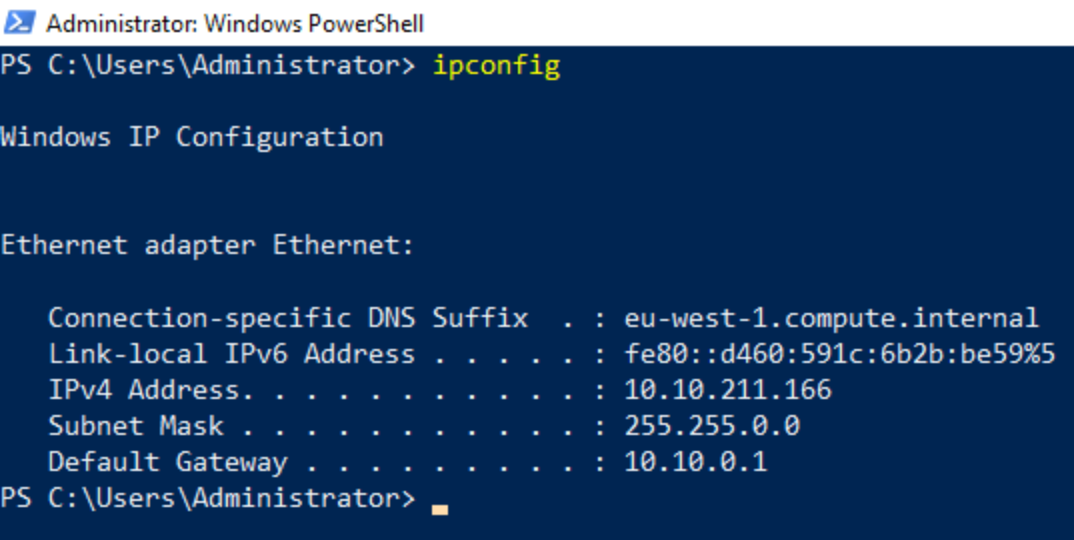 Administrator: Windows PowerShell
PS C:\Users\Administrator> ipconfig
Windows IP Configuration
Ethernet adapter Ethernet:
Connection-specific DNS Suffix  . : eu-west-1.compute.internal
Link-local IPv6 Address . . . . . : fe80::d460:591c:6b2b:be59%5
IPv4 Address. . . . . . . . . . . : 10.10.211.166
Subnet Mask . . . . . . . . . . . : 255.255.0.0
Default Gateway . . . . . . . . . : 10.10.0.1
PS C:\Users\Administrator>